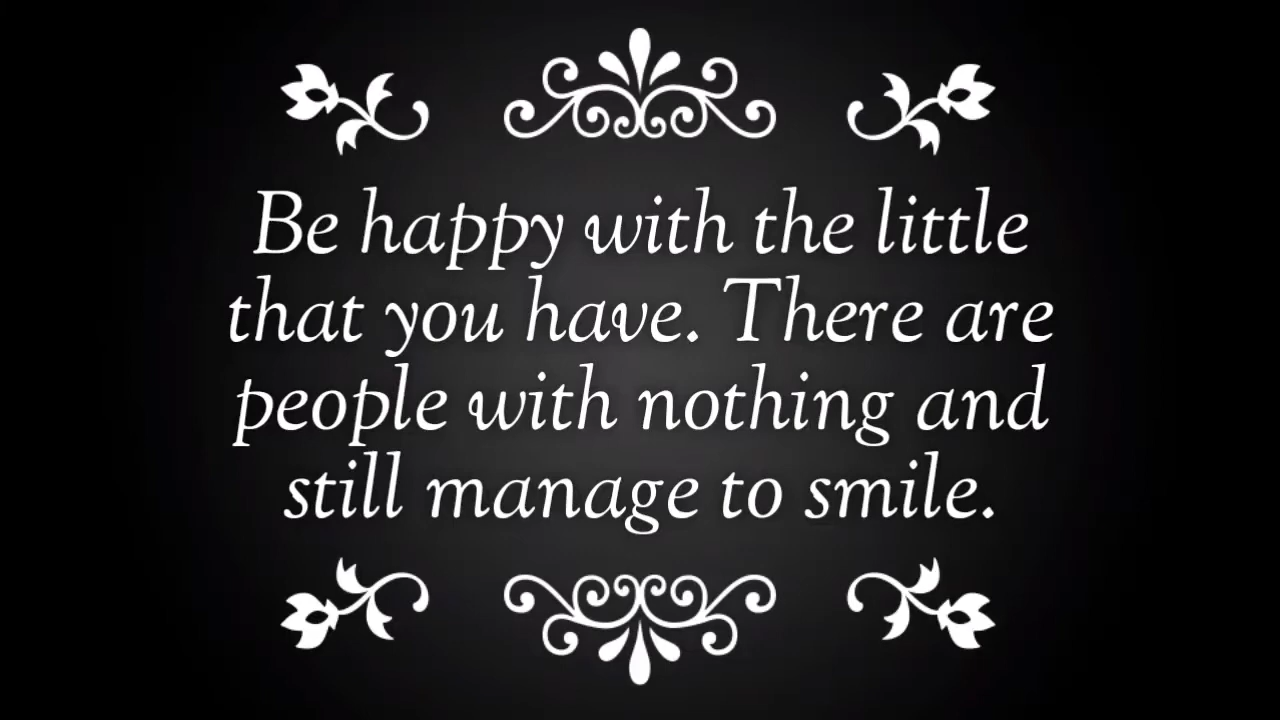 Be happy with the little
that you have. There are
people with nothing and
still manage to smile.